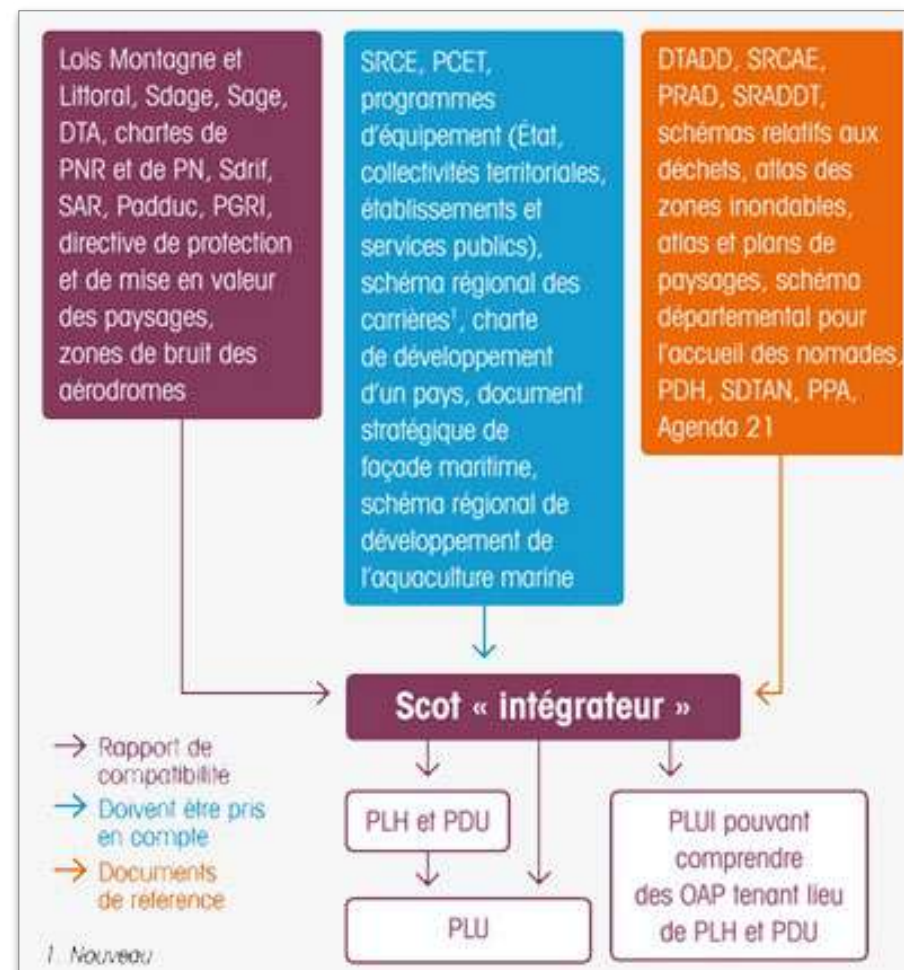 Lois Montagne et
Littoral, Sdage, Sage,
DTA, chartes de
PNR et de PN, Sdrif,
SAR, Padduc, PGRI,
directive de protection
et de mise en valeur
des paysages,
zones de bruit des
aérodromes
SRCE, PCET,
programmes
d'équipement (État,
collectivités territoriales,
établissements et
services publics),
schéma régional des
carrières¹, charte
de développement
d'un pays, document
stratégique de
façade maritime,
schéma régional de
développement de
l'aquaculture marine
DTADD, SRCAE,
PRAD, SRADDT,
schémas relatifs aux
déchets, atlas des
zones inondables,
atlas et plans de
paysages, schéma
départemental pour
l'accueil des nomades,
PDH, SDTAN, PPA,
Agenda 21
Scot « intégrateur »
Rapport de
compatibilité
Doivent être pris
en compte
Documents
de référence
PLH et PDU
PLU
PLUI pouvant
comprendre
des OAP tenant lieu
de PLH et PDU
1. Nouveau